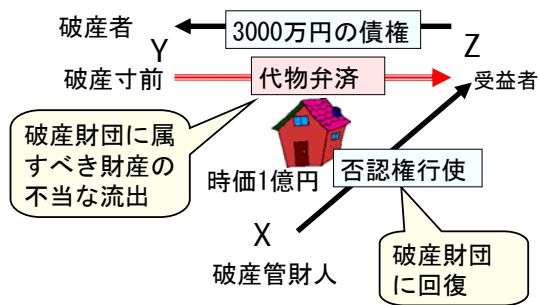 破産者
Y
3000万円の債権
Z
破産寸前
代物弁済
受益者
破産財団に属
すべき財産の
不当な流出
時価1億円
否認権行使
X
破産管財人
破産財団
に回復